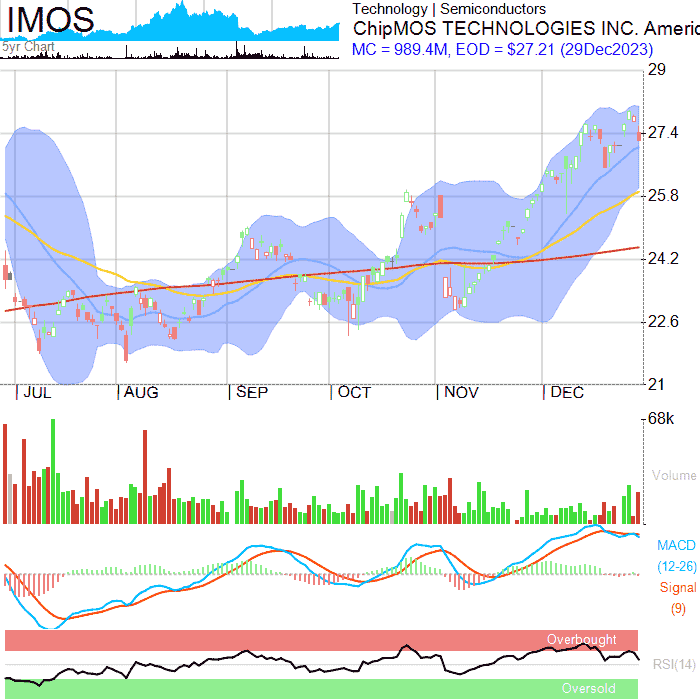 IMOS
Technology | Semiconductors
ChipMOS TECHNOLOGIES INC. Americ
MC = 989.4M, EOD = $27.21 (29Dec2023)
5yr Chart
29
27.4
25.8
24.2
22.6
21
JUL AUG SEP OCT NOV DEC
68k
Volume
MACD
(12-26)
Signal
(9)
Overbought
RSI(14)
Oversold